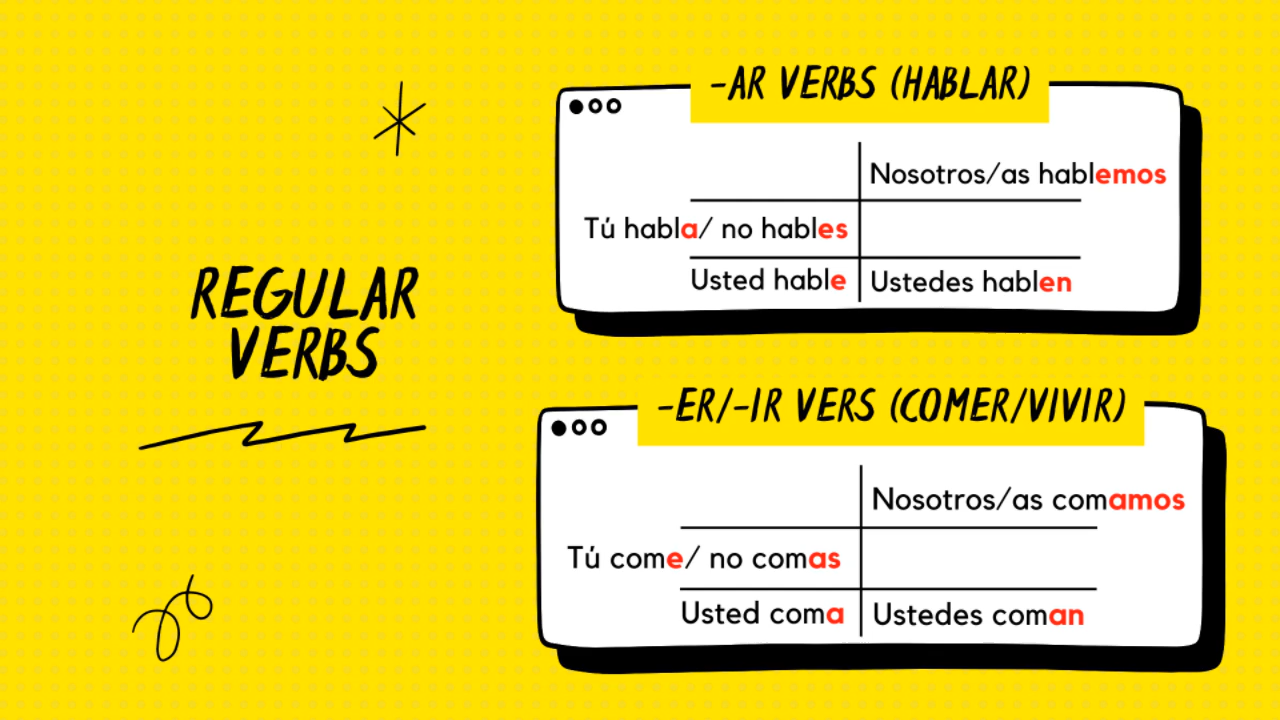 REGULAR
VERBS
-AR VERBS (HABLAR)
Nosotros/as hablemos
Tú habla/ no hables
Usted hable
Ustedes hablen
-ER/-IR VERS (COMER/VIVIR)
Nosotros/as comamos
Tú come/ no comas
Usted coma
Ustedes coman